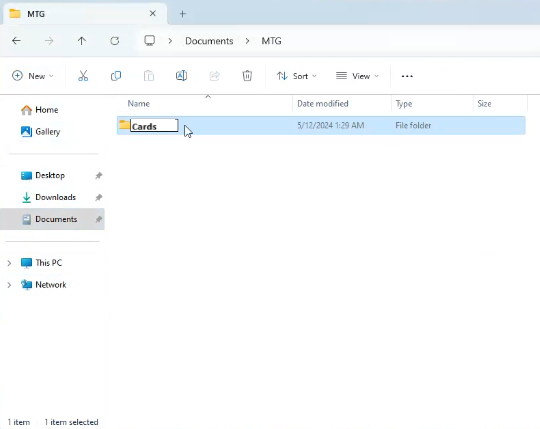 MTG
Documents > MTG
New Sort View
Name Date modified Type Size
Cards 5/12/2024 1:29 AM File folder
Home
Gallery
Desktop
Downloads
Documents
This PC
Network
1 item 1 item selected